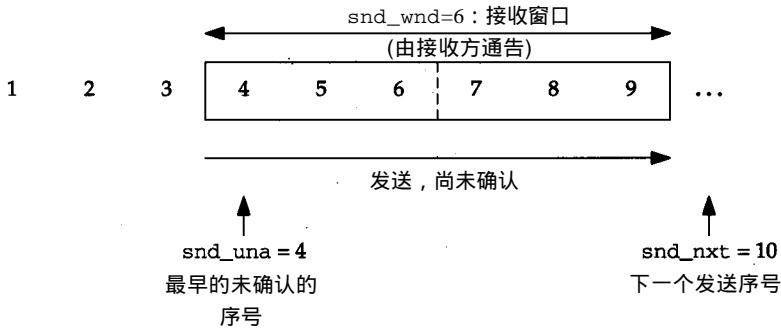 snd_wnd=6：接收窗口
(由接收方通告)
1 2 3 4 5 6 7 8 9 ...
发送，尚未确认
snd_una = 4
最早的未确认的
序号
snd_nxt = 10
下一个发送序号